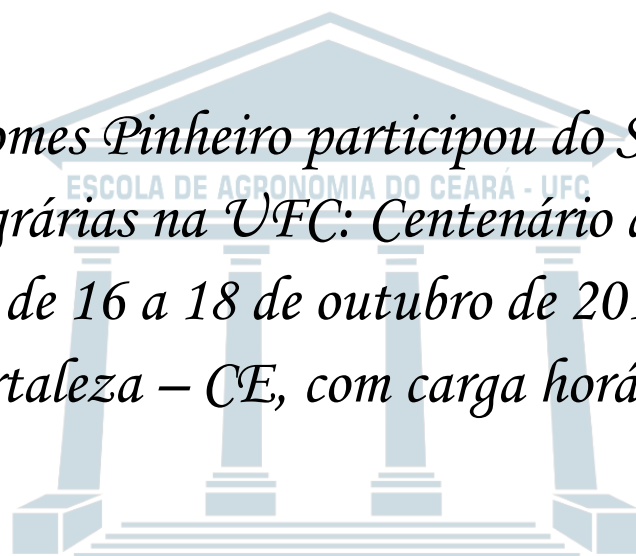 omes Pinheiro participou do S
ESCOLA DE AGRONOMIA DO CEARÁ - UFC
grárias na UFC: Centenário
de 16 a 18 de outubro de 201
rtaleza – CE, com carga horá